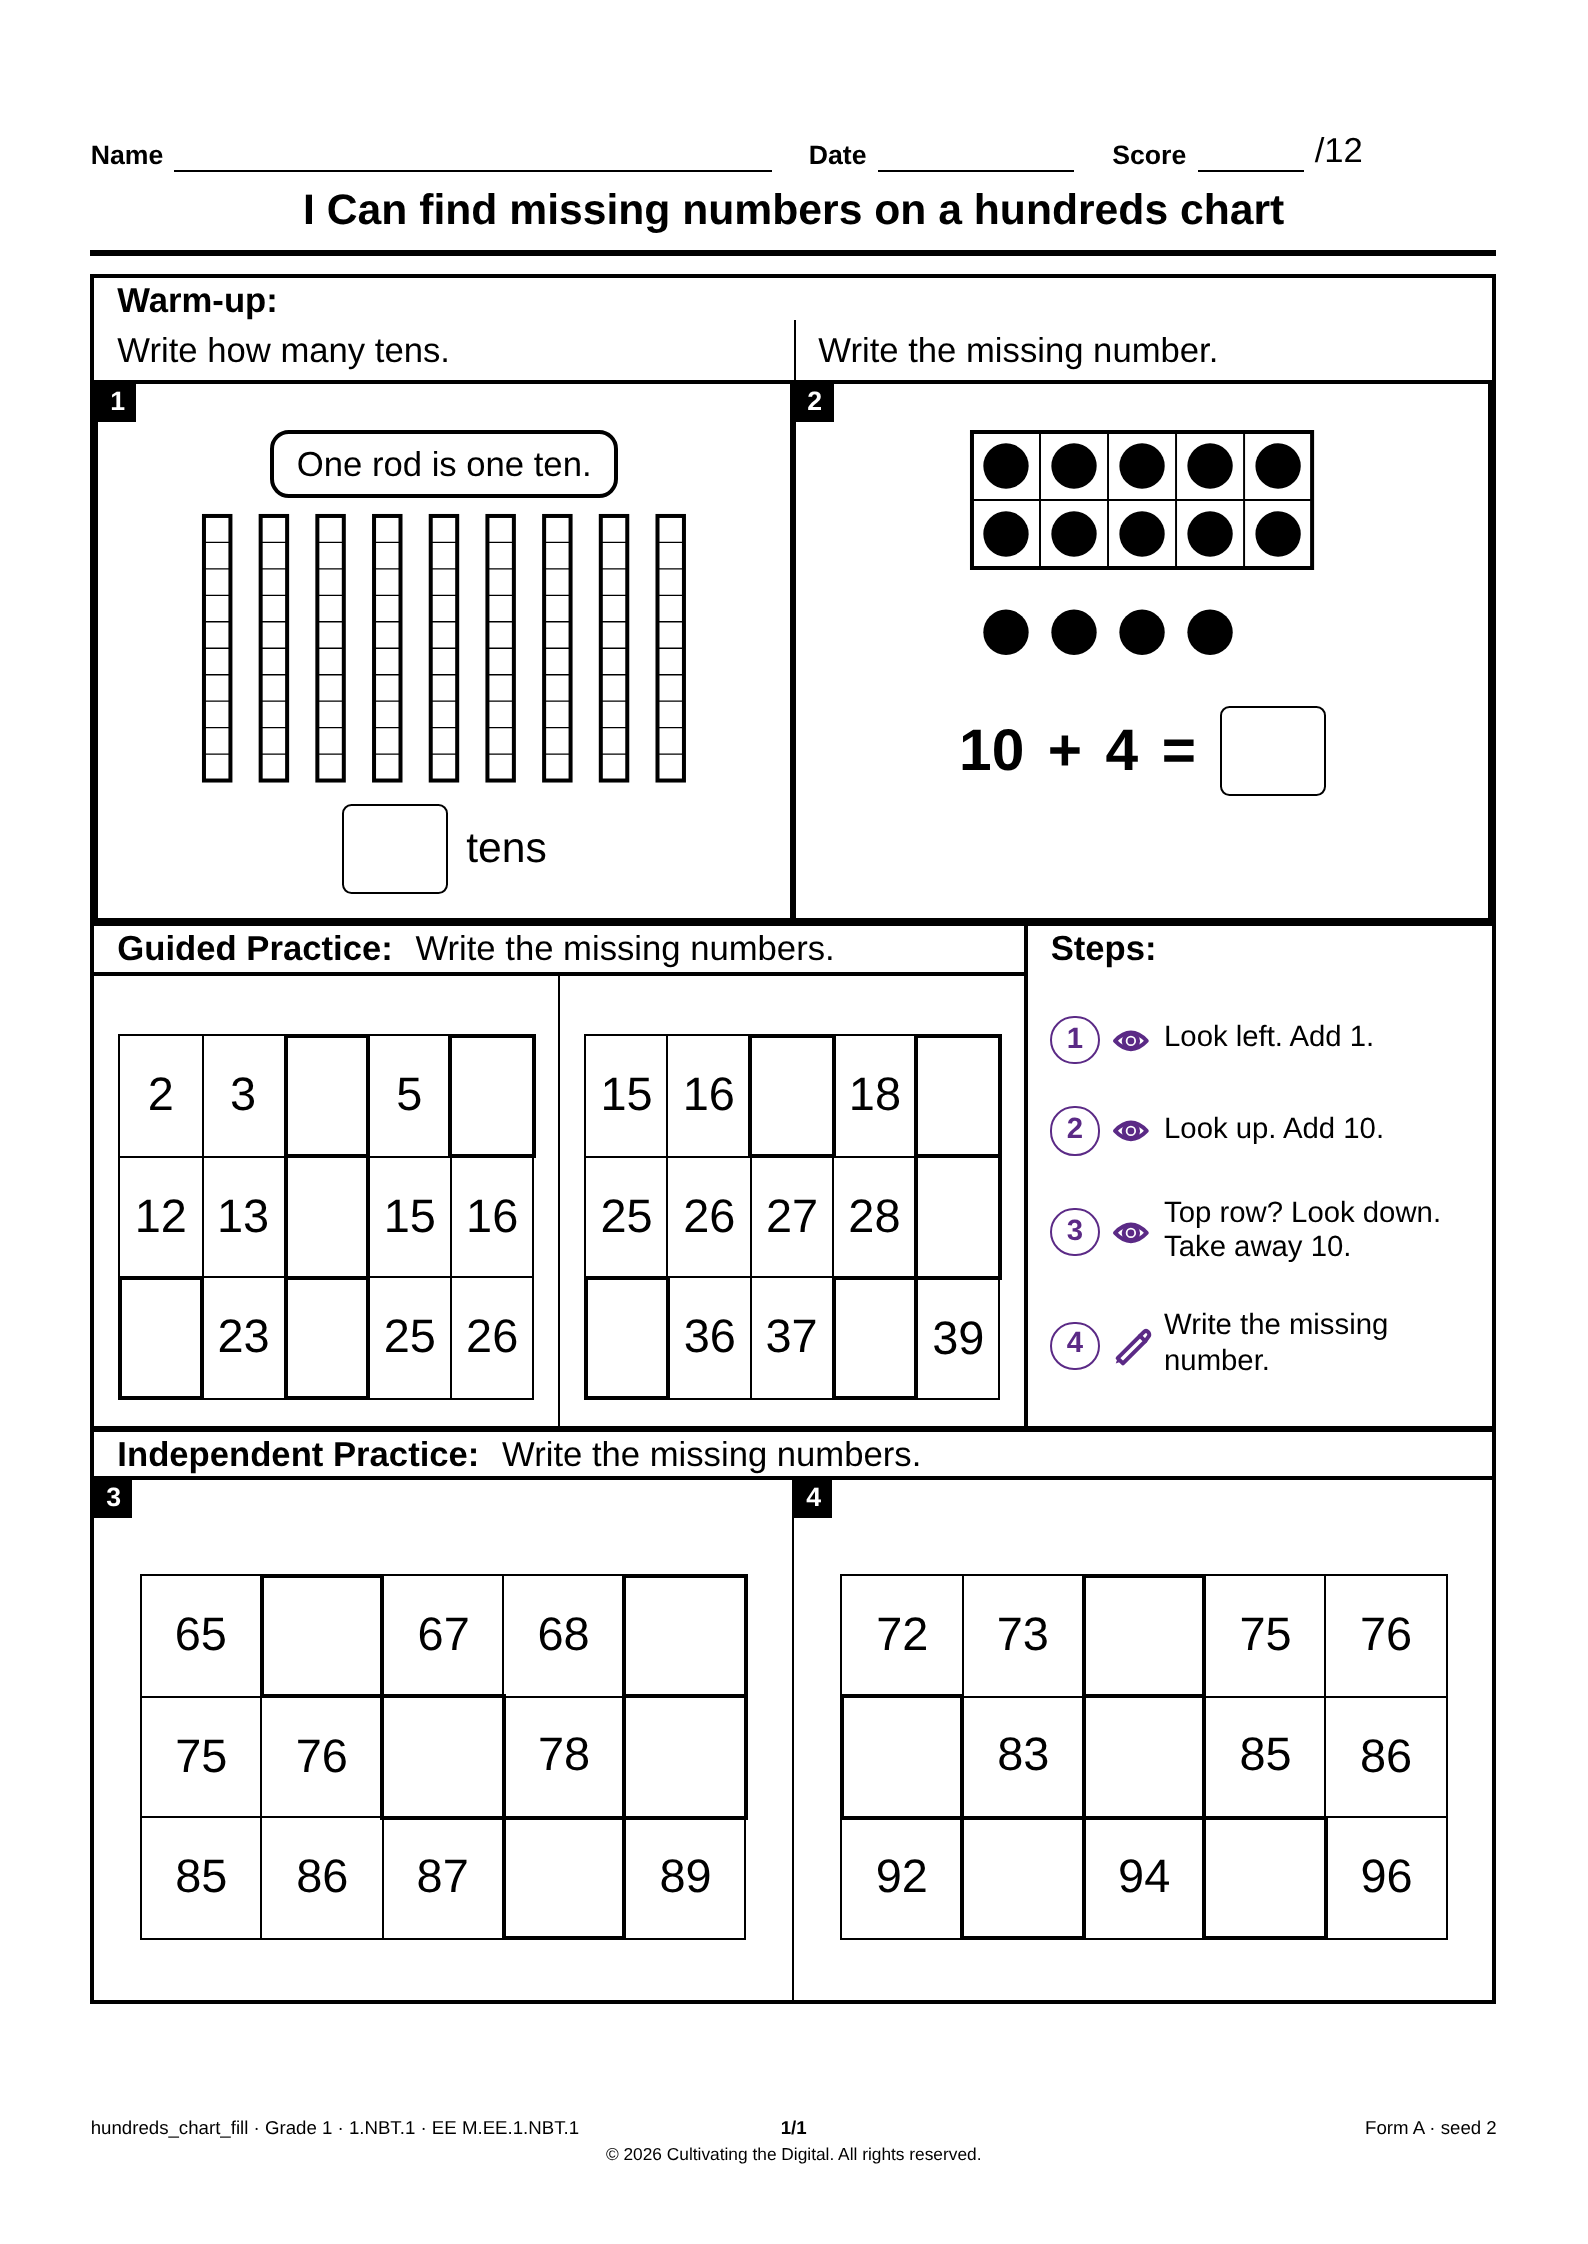 Name Date Score /12
I Can find missing numbers on a hundreds chart
Warm-up:
Write how many tens.
Write the missing number.
1
One rod is one ten.
tens
2
10 + 4 =
Guided Practice: Write the missing numbers.
2 3 5
12 13 15 16
23 25 26
15 16 18
25 26 27 28
36 37 39
Steps:
1 Look left. Add 1.
2 Look up. Add 10.
3 Top row? Look down.
Take away 10.
4 Write the missing
number.
Independent Practice: Write the missing numbers.
3
65 67 68
75 76 78
85 86 87 89
4
72 73 75 76
83 85 86
92 94 96
hundreds_chart_fill · Grade 1 · 1.NBT.1 · EE M.EE.1.NBT.1 1/1 Form A · seed 2
© 2026 Cultivating the Digital. All rights reserved.